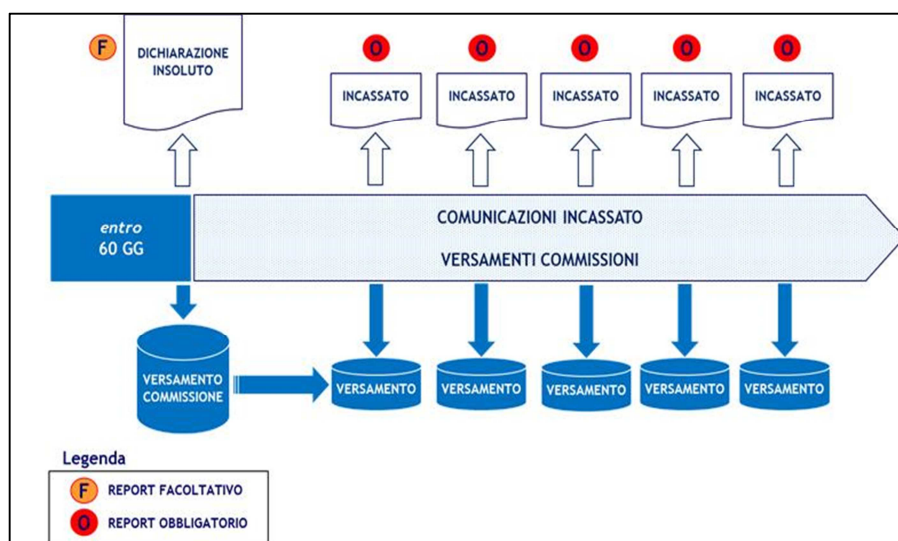 F
DICHIARAZIONE
INSOLUTO
O
O
O
O
O
INCASSATO
INCASSATO
INCASSATO
INCASSATO
INCASSATO
entro
60 GG
COMUNICAZIONI INCASSATO
VERSAMENTI COMMISSIONI
VERSAMENTO
COMMISSIONE
VERSAMENTO
VERSAMENTO
VERSAMENTO
VERSAMENTO
VERSAMENTO
Legenda
F REPORT FACOLTATIVO
O REPORT OBBLIGATORIO